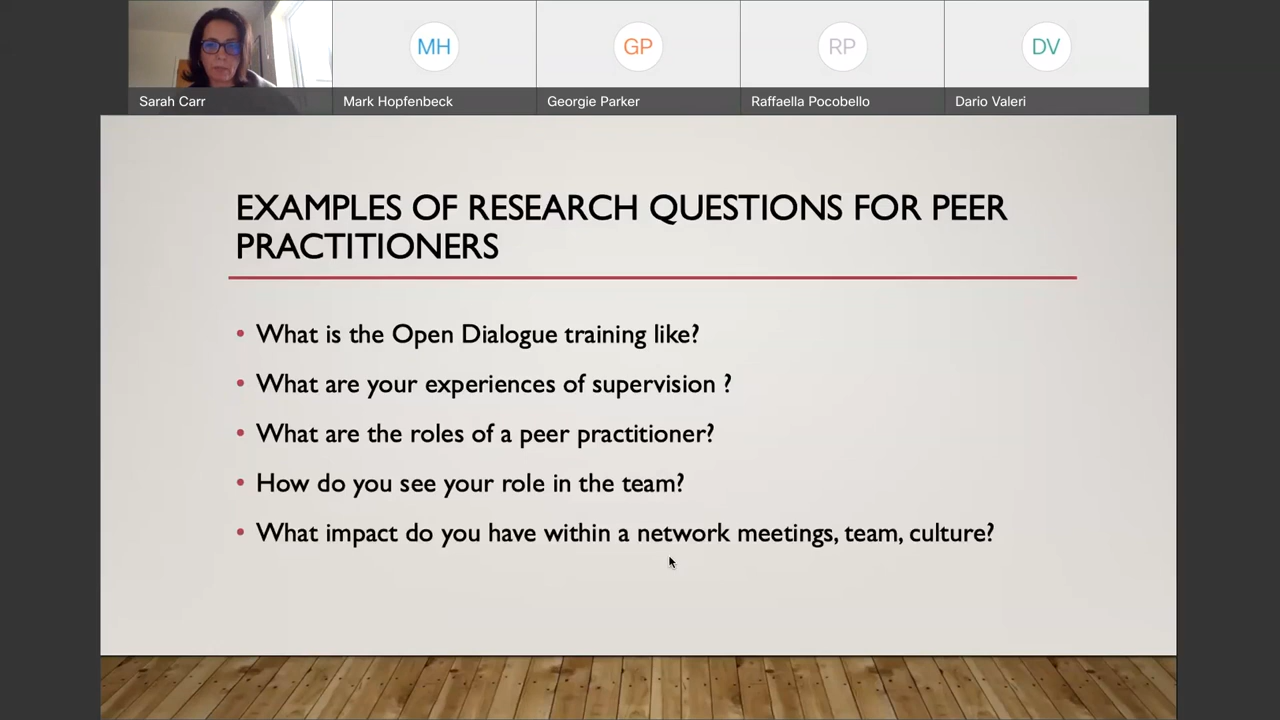 MH
GP
RP
DV
Sarah Carr
Mark Hopfenbeck
Georgie Parker
Raffaella Pocobello
Dario Valeri
EXAMPLES OF RESEARCH QUESTIONS FOR PEER
PRACTITIONERS
• What is the Open Dialogue training like?
• What are your experiences of supervision ?
• What are the roles of a peer practitioner?
• How do you see your role in the team?
• What impact do you have within a network meetings, team, culture?